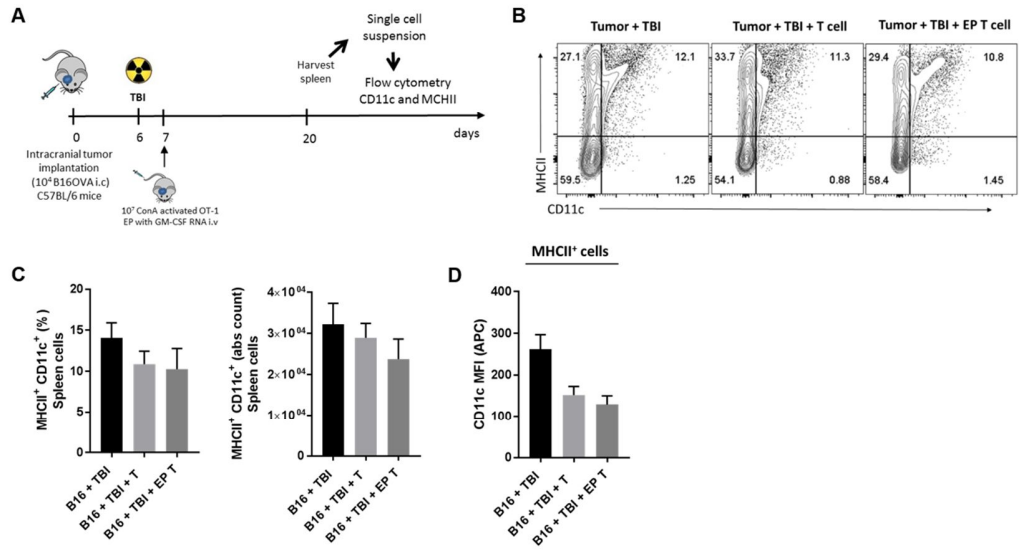 A
TBI
0
6
7
20
days
Intracranial tumor
implantation
(10⁴ B16OVA i.c)
C57BL/6 mice
10⁷ ConA activated OT-1
EP with GM-CSF RNA i.v
Harvest
spleen
Single cell
suspension
Flow cytometry
CD11c and MCHII
B
Tumor + TBI
Tumor + TBI + T cell
Tumor + TBI + EP T cell
27.1
12.1
59.5
1.25
33.7
11.3
54.1
0.88
29.4
10.8
58.4
1.45
MHCII
CD11c
C
MHCII⁺ CD11c⁺ (%)
Spleen cells
20
15
10
5
0
B16 + TBI
B16 + TBI + T
B16 + TBI + EP T
MHCII⁺ CD11c⁺ (abs count)
Spleen cells
4×10⁰⁴
3×10⁰⁴
2×10⁰⁴
1×10⁰⁴
0
B16 + TBI
B16 + TBI + T
B16 + TBI + EP T
D
MHCII⁺ cells
CD11c MFI (APC)
400
300
200
100
0
B16 + TBI
B16 + TBI + T
B16 + TBI + EP T